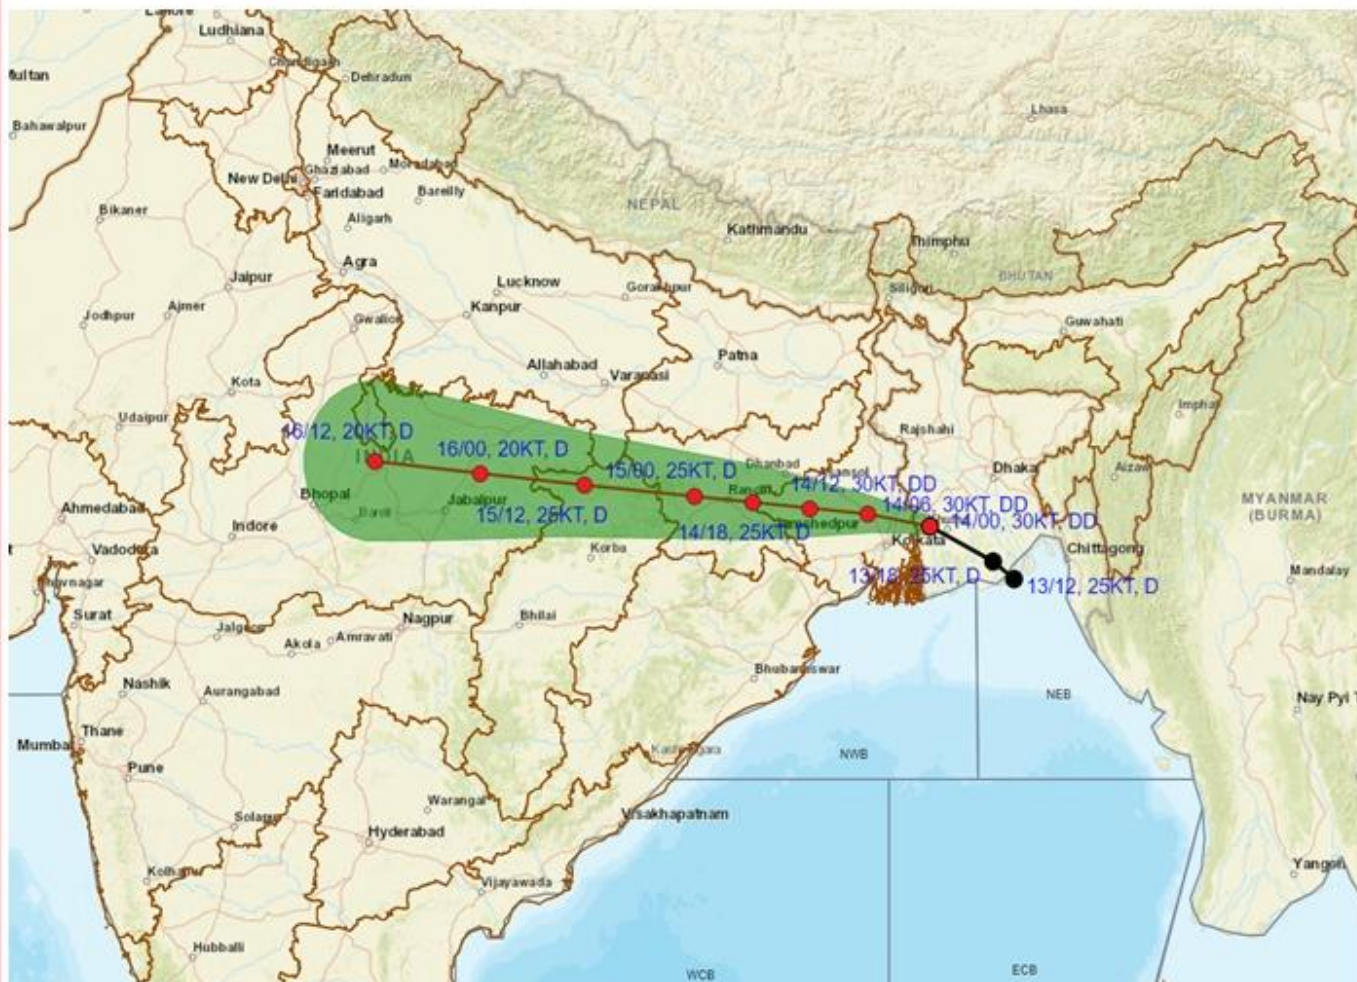 Lahore
Ludhiana
Chandigarh
Multan
Dehradun
Bahawalpur
Lhasa
Meerut
Ghaziabad
Moradabad
New Delhi
Faridabad
Bareilly
Bikaner
Aligarh
NEPAL
Kathmandu
Thimphu
Agra
BHUTAN
Jaipur
Lucknow
Gorakhpur
Siliguri
Ajmer
Kanpur
Jodhpur
Gwalior
Guwahati
Patna
Allahabad
Varanasi
Kota
Imphal
Udaipur
Rajshahi
16/12, 20KT, D
INDIA
16/00, 20KT, D
15/00, 25KT, D
Dhanbad
Asansol
Dhaka
Aizawl
14/12, 30KT, DD
Ranchi
Bhopal
Jabalpur
14/06, 30KT, DD
MYANMAR
(BURMA)
Ahmedabad
15/12, 25KT, D
Jamshedpur
14/00, 30KT, DD
Indore
14/18, 25KT, D
Kolkata
Vadodara
Korba
Chittagong
13/18, 25KT, D
13/12, 25KT, D
Mandalay
Surat
Jalgaon
Akola
Amravati
Nagpur
Bhilai
Bhubaneswar
Nashik
Aurangabad
NEB
Nay Pyi
Thane
Mumbai
NWB
Pune
Warangal
Solapur
Visakhapatnam
Hyderabad
Kolhapur
Vijayawada
Yangon
Hubballi
WCB
ECB